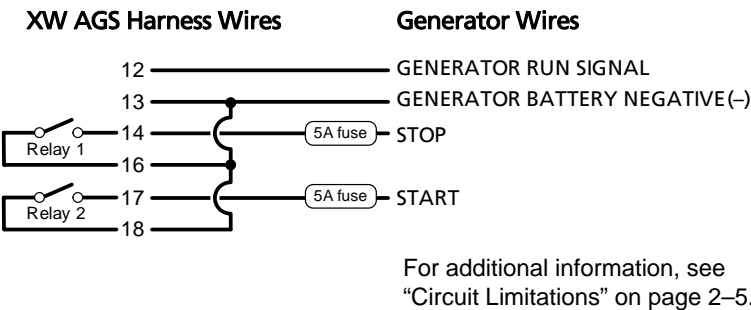 XW AGS Harness Wires Generator Wires
12 GENERATOR RUN SIGNAL
13 GENERATOR BATTERY NEGATIVE(–)
14 5A fuse STOP
Relay 1
16
17 5A fuse START
Relay 2
18
For additional information, see
“Circuit Limitations” on page 2–5.